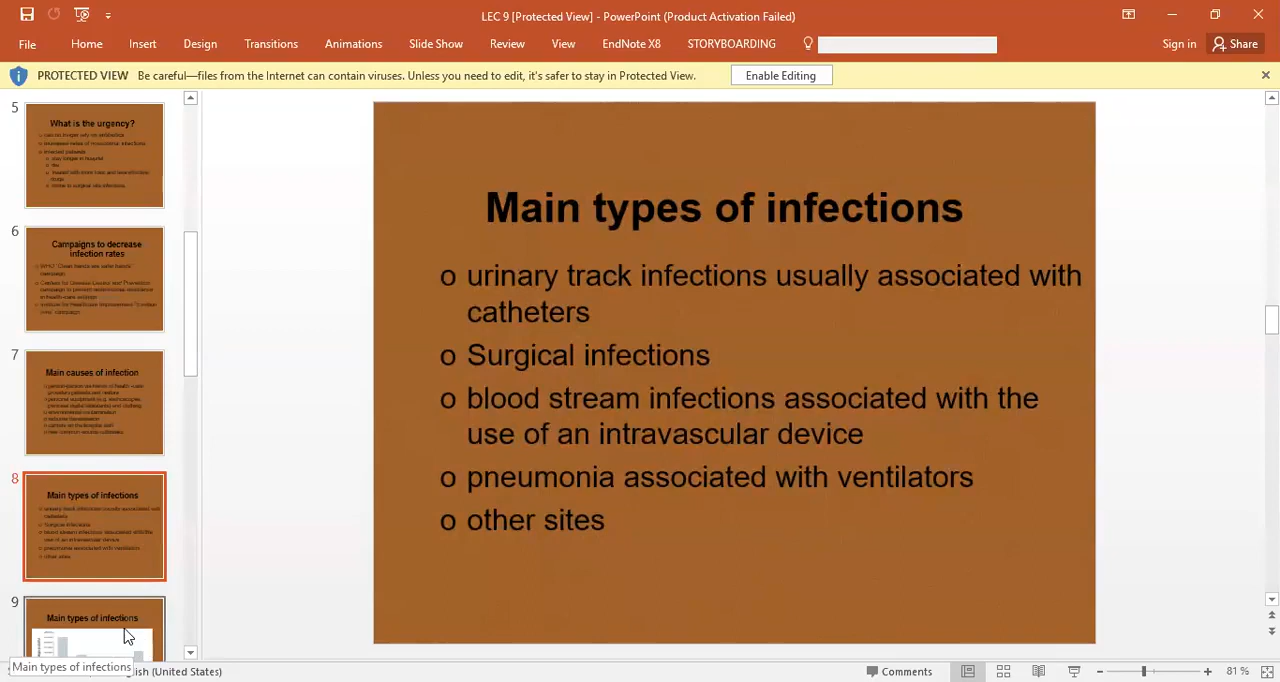 LEC 9 [Protected View] - PowerPoint (Product Activation Failed)
File Home Insert Design Slide Show Transitions Animations Review View EndNote X8 STORYBOARDING Sign in Share
PROTECTED VIEW Be careful—files from the Internet can contain viruses. Unless you need to edit, it's safer to stay in Protected View. Enable Editing
5
What is the urgency?
6
Campaigns to decrease
infection rates
7
Main causes of infection
8
Main types of infections
9
Main types of infections
Main types of infections
Main types of infections
o urinary track infections usually associated with
catheters
o Surgical infections
o blood stream infections associated with the
use of an intravascular device
o pneumonia associated with ventilators
o other sites
(United States)
Comments
81 %